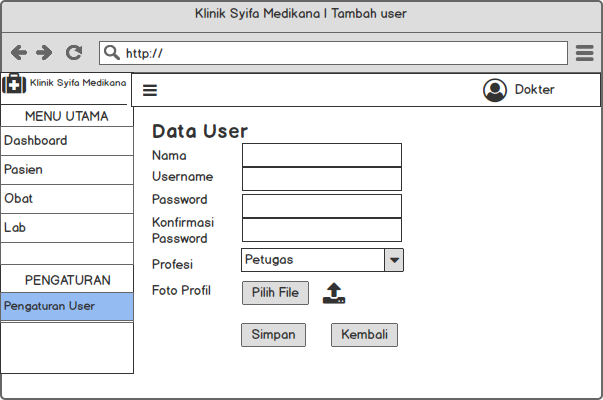 Klinik Syifa Medikana | Tambah user
http://
Klinik Syifa Medikana
Dokter
MENU UTAMA
Dashboard
Pasien
Obat
Lab
PENGATURAN
Pengaturan User
Data User
Nama
Username
Password
Konfirmasi
Password
Profesi
Petugas
Foto Profil
Pilih File
Simpan
Kembali